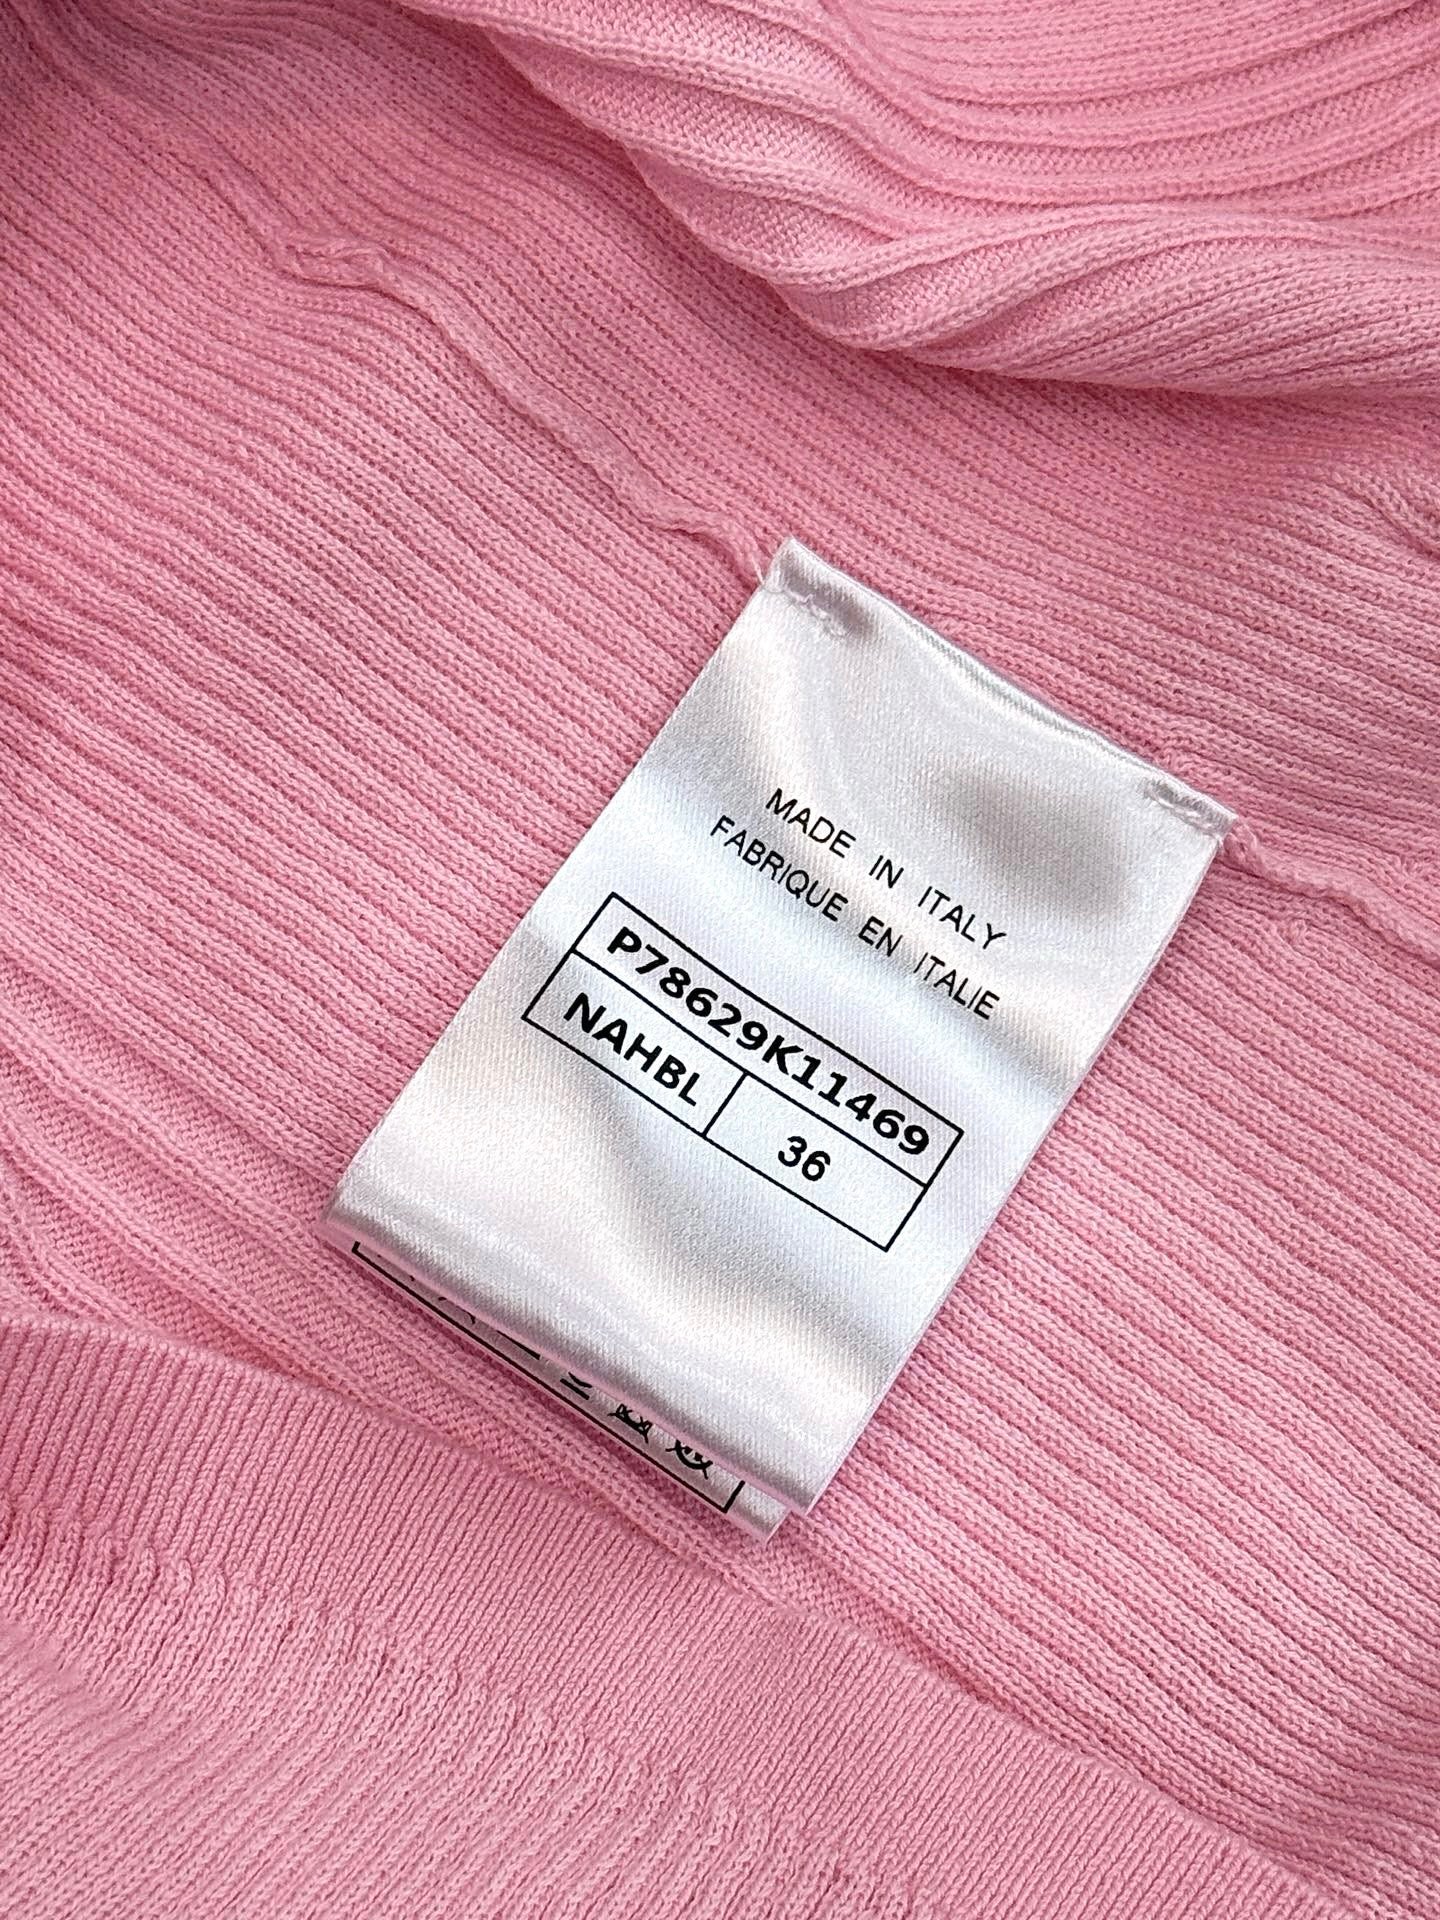 MADE IN ITALY
FABRIQUE EN ITALIE
P78629K11469
NAHBL 36